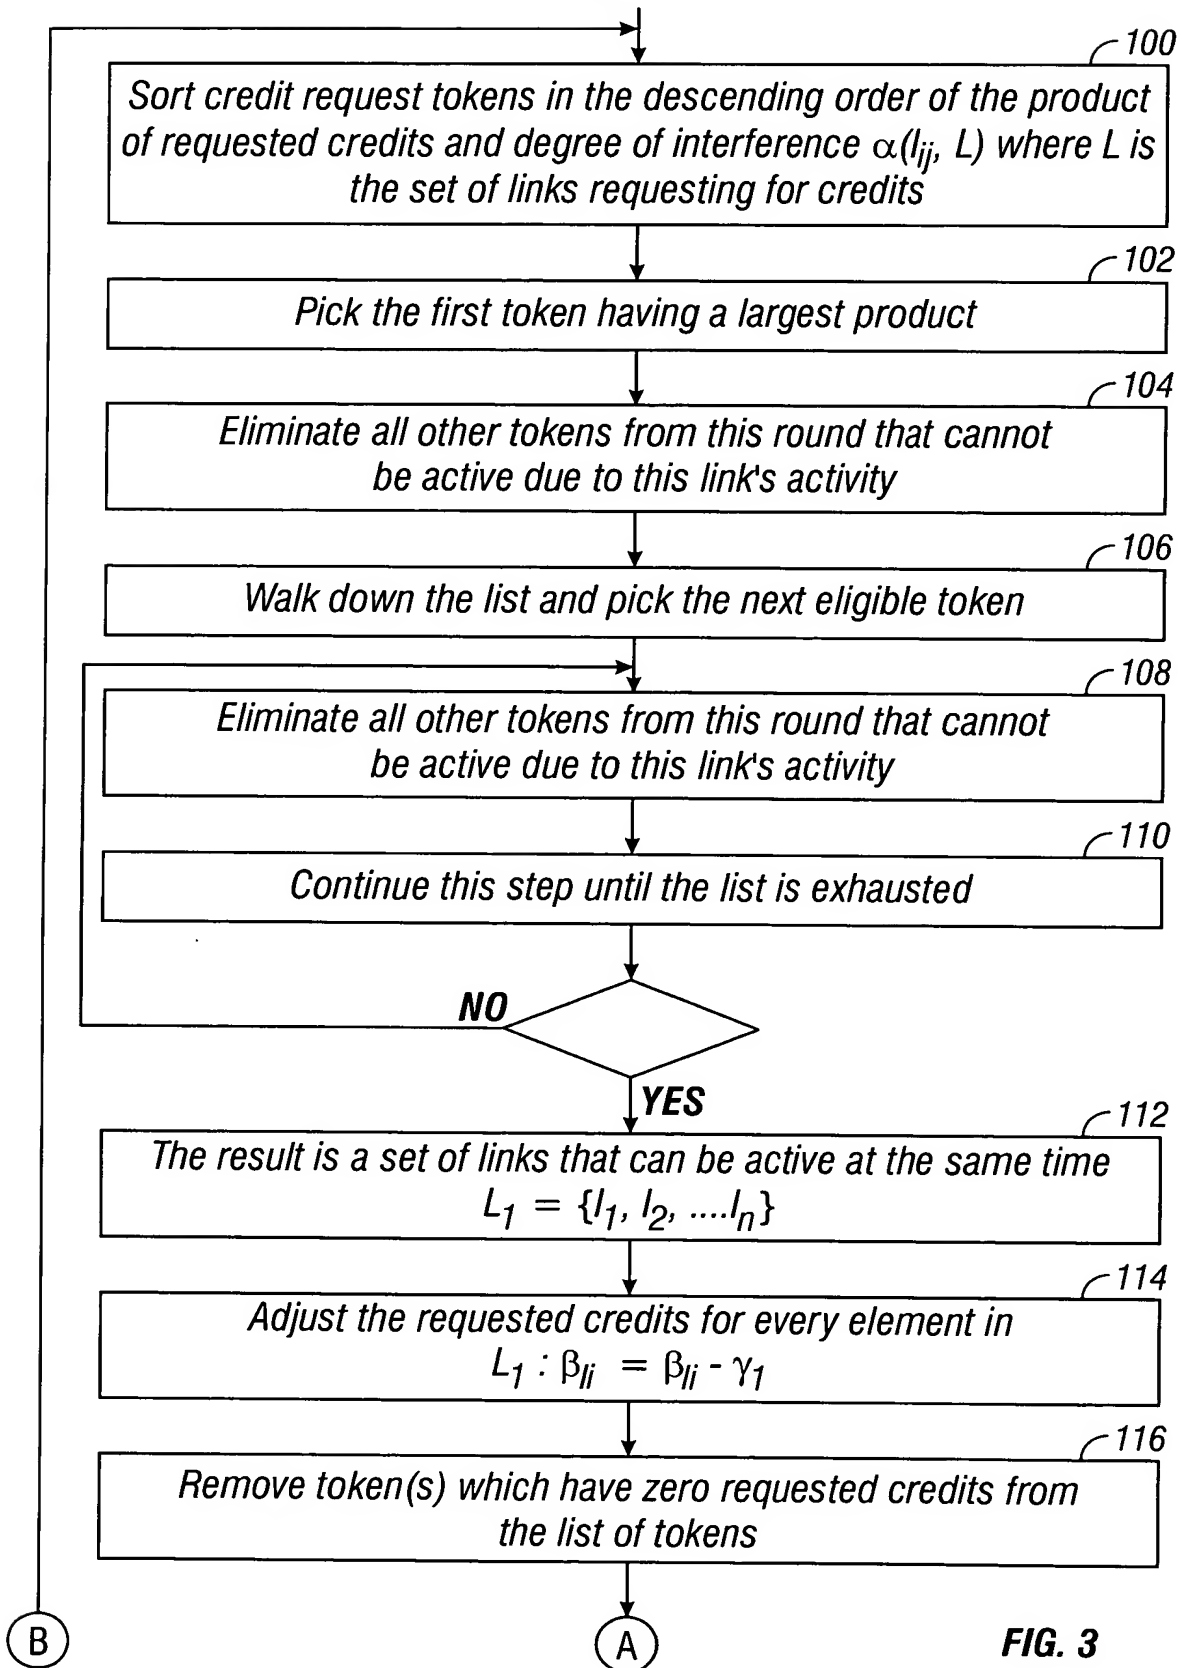 100
Sort credit request tokens in the descending order of the product
of requested credits and degree of interference α(lij, L) where L is
the set of links requesting for credits
102
Pick the first token having a largest product
104
Eliminate all other tokens from this round that cannot
be active due to this link's activity
106
Walk down the list and pick the next eligible token
108
Eliminate all other tokens from this round that cannot
be active due to this link's activity
110
Continue this step until the list is exhausted
NO
YES
112
The result is a set of links that can be active at the same time
L1 = {l1, l2, ....ln}
114
Adjust the requested credits for every element in
L1 : βli = βli - γ1
116
Remove token(s) which have zero requested credits from
the list of tokens
B
A
FIG. 3